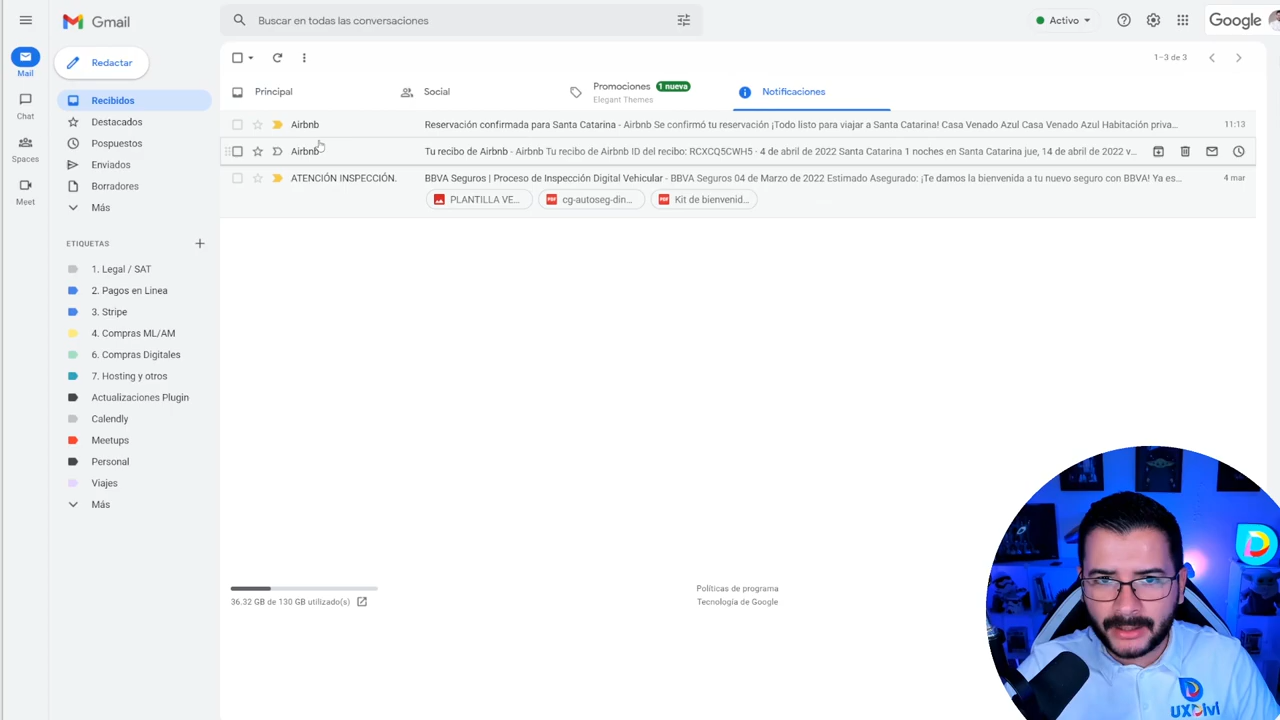 Gmail
Buscar en todas las conversaciones
Activo
Google
Mail
Chat
Spaces
Meet
Redactar
Recibidos
Destacados
Pospuestos
Enviados
Borradores
Más
ETIQUETAS
1. Legal / SAT
2. Pagos en Linea
3. Stripe
4. Compras ML/AM
6. Compras Digitales
7. Hosting y otros
Actualizaciones Plugin
Calendly
Meetups
Personal
Viajes
Más
1–3 de 3
Principal
Social
Promociones 1 nueva
Elegant Themes
Notificaciones
Airbnb Reservación confirmada para Santa Catarina - Airbnb Se confirmó tu reservación ¡Todo listo para viajar a Santa Catarina! Casa Venado Azul Casa Venado Azul Habitación priva... 11:13
Airbnb Tu recibo de Airbnb - Airbnb Tu recibo de Airbnb ID del recibo: RCXCQ5CWH5 · 4 de abril de 2022 Santa Catarina 1 noches en Santa Catarina jue, 14 de abril de 2022 v...
ATENCIÓN INSPECCIÓN. BBVA Seguros | Proceso de Inspección Digital Vehicular - BBVA Seguros 04 de Marzo de 2022 Estimado Asegurado: ¡Te damos la bienvenida a tu nuevo seguro con BBVA! Ya es... 4 mar
PLANTILLA VE... PDF cg-autoseg-din... PDF Kit de bienvenid...
36.32 GB de 130 GB utilizado(s)
Políticas de programa
Tecnología de Google
UXDivi